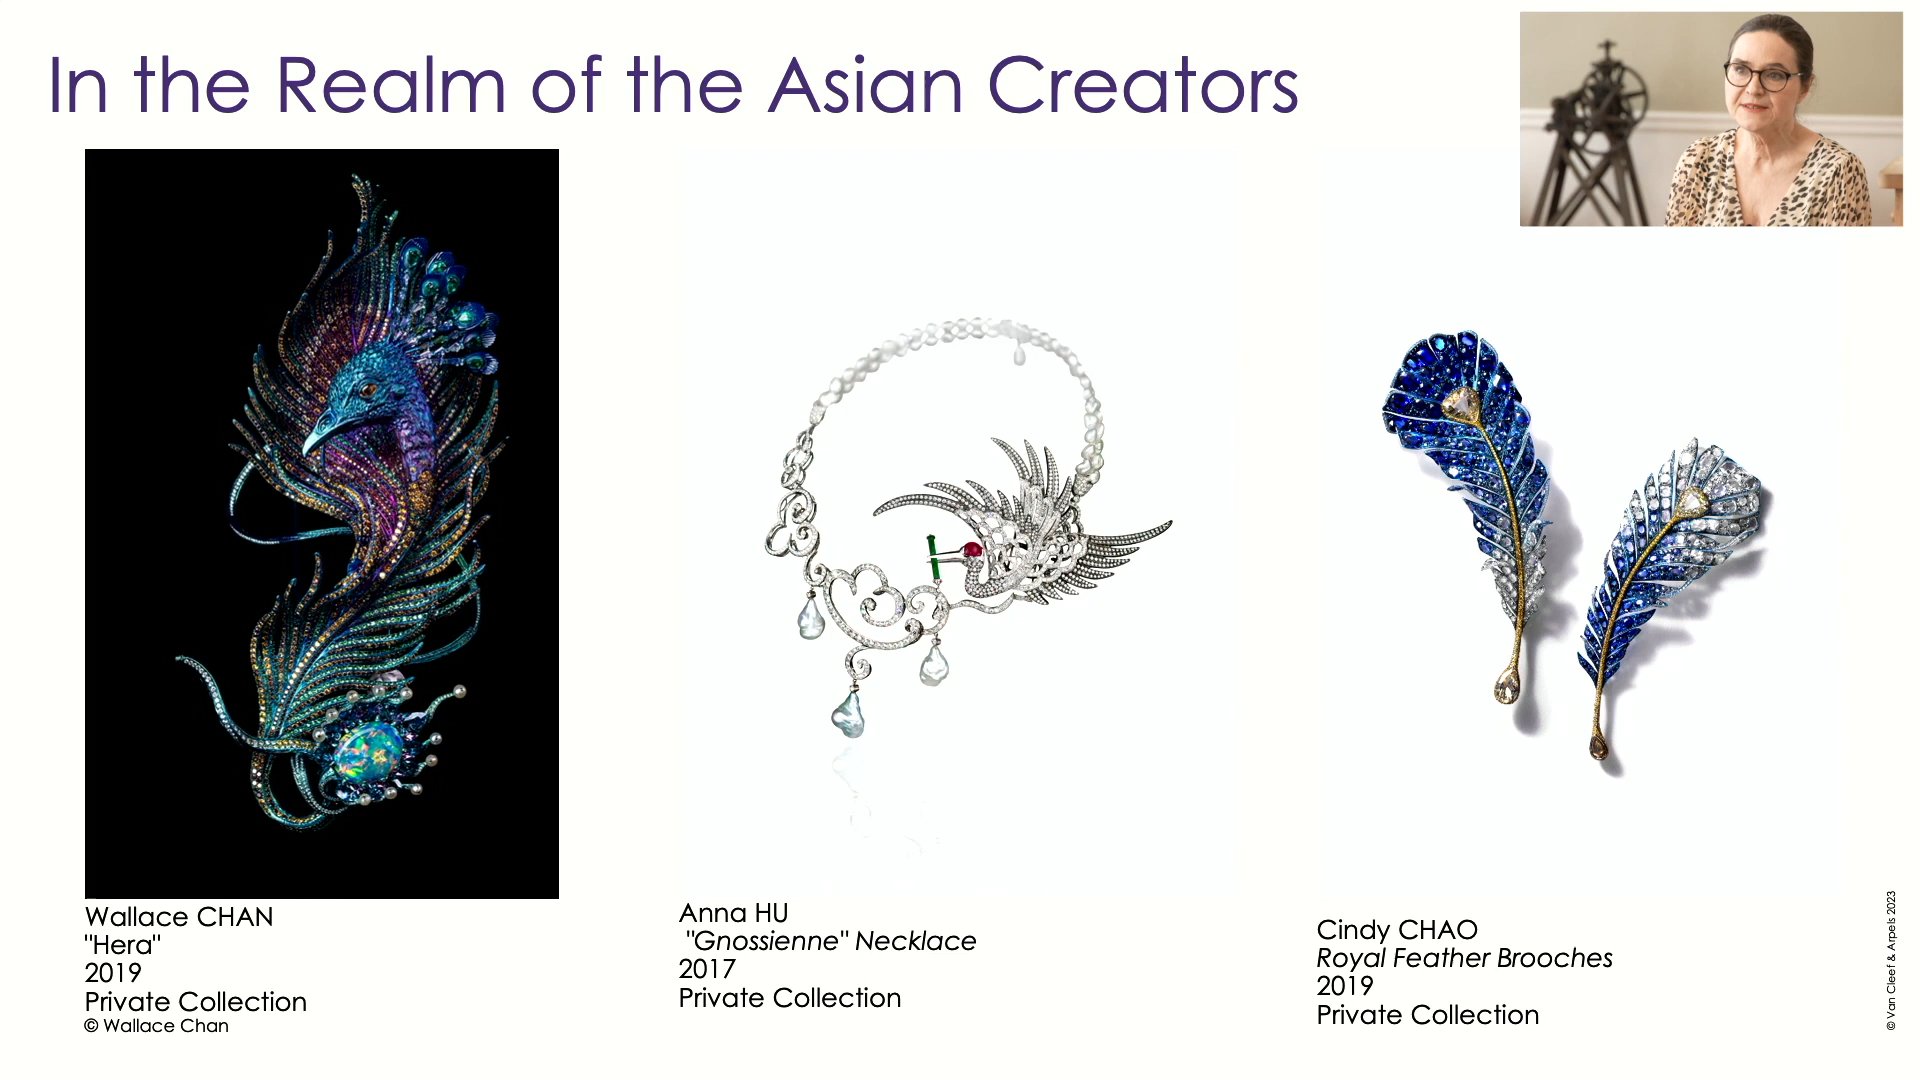 In the Realm of the Asian Creators
Wallace CHAN
"Hera"
2019
Private Collection
© Wallace Chan
Anna HU
"Gnossienne" Necklace
2017
Private Collection
Cindy CHAO
Royal Feather Brooches
2019
Private Collection
© Van Cleef & Arpels 2023